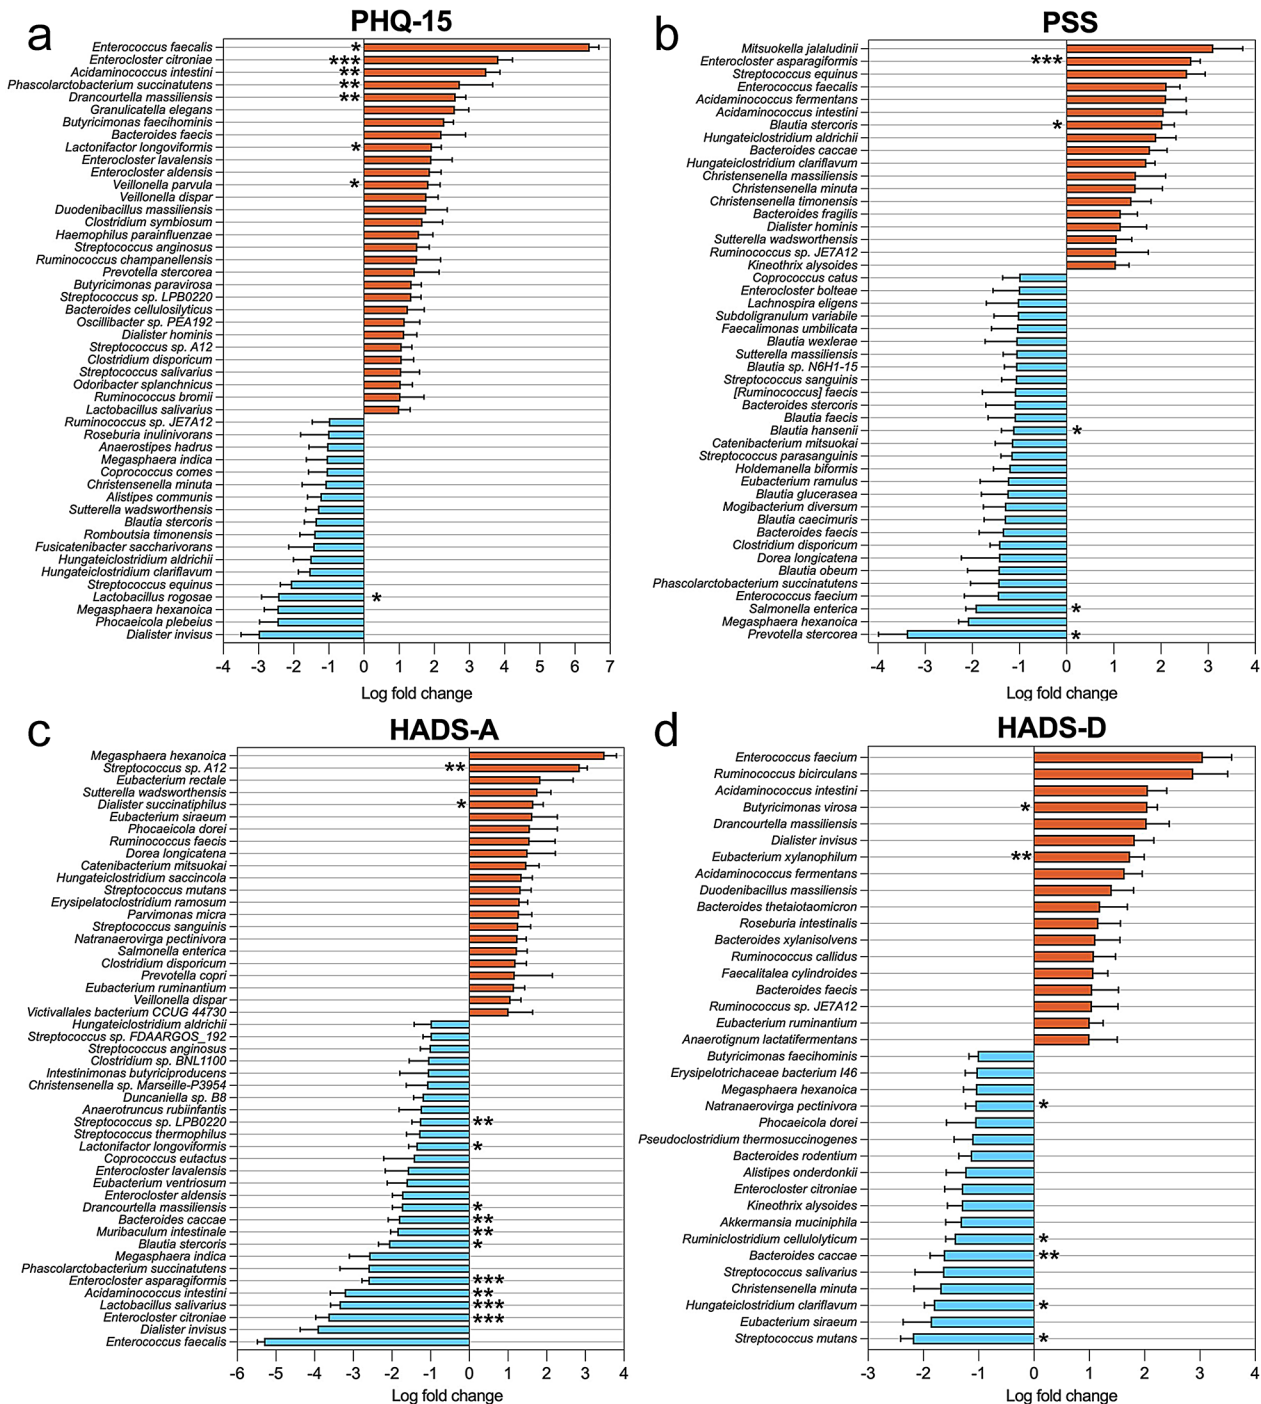 a
PHQ-15
Enterococcus faecalis *
Enterocloster citroniae ***
Acidaminococcus intestini **
Phascolarctobacterium succinatutens **
Drancourtella massiliensis **
Granulicatella elegans
Butyricimonas faecihominis
Bacteroides faecis
Lactonifactor longoviformis *
Enterocloster lavalensis
Enterocloster aldensis
Veillonella parvula *
Veillonella dispar
Duodenibacillus massiliensis
Clostridium symbiosum
Haemophilus parainfluenzae
Streptococcus anginosus
Ruminococcus champanellensis
Prevotella stercorea
Butyricimonas paravirosa
Streptococcus sp. LPB0220
Bacteroides cellulosilyticus
Oscillibacter sp. PEA192
Dialister hominis
Streptococcus sp. A12
Clostridium disporicum
Streptococcus salivarius
Odoribacter splanchnicus
Ruminococcus bromii
Lactobacillus salivarius
Ruminococcus sp. JE7A12
Roseburia inulinivorans
Anaerostipes hadrus
Megasphaera indica
Coprococcus comes
Christensenella minuta
Alistipes communis
Sutterella wadsworthensis
Blautia stercoris
Romboutsia timonensis
Fusicatenibacter saccharivorans
Hungateiclostridium aldrichii
Hungateiclostridium clariflavum
Streptococcus equinus
Lactobacillus rogosae *
Megasphaera hexanoica
Phocaeicola plebeius
Dialister invisus
-4 -3 -2 -1 0 1 2 3 4 5 6 7
Log fold change
b
PSS
Mitsuokella jalaludinii
Enterocloster asparagiformis ***
Streptococcus equinus
Enterococcus faecalis
Acidaminococcus fermentans
Acidaminococcus intestini
Blautia stercoris *
Hungateiclostridium aldrichii
Bacteroides caccae
Hungateiclostridium clariflavum
Christensenella massiliensis
Christensenella minuta
Christensenella timonensis
Bacteroides fragilis
Dialister hominis
Sutterella wadsworthensis
Ruminococcus sp. JE7A12
Kineothrix alysoides
Coprococcus catus
Enterocloster bolteae
Lachnospira eligens
Subdoligranulum variabile
Faecalimonas umbilicata
Blautia wexlerae
Sutterella massiliensis
Blautia sp. N6H1-15
Streptococcus sanguinis
[Ruminococcus] faecis
Bacteroides stercoris
Blautia faecis
Blautia hansenii *
Catenibacterium mitsuokai
Streptococcus parasanguinis
Holdemanella biformis
Eubacterium ramulus
Blautia glucerasea
Mogibacterium diversum
Blautia caecimuris
Bacteroides faecis
Clostridium disporicum
Dorea longicatena
Blautia obeum
Phascolarctobacterium succinatutens
Enterococcus faecium
Salmonella enterica *
Megasphaera hexanoica
Prevotella stercorea *
-4 -3 -2 -1 0 1 2 3 4
Log fold change
c
HADS-A
Megasphaera hexanoica
Streptococcus sp. A12 **
Eubacterium rectale
Sutterella wadsworthensis
Dialister succinatiphilus *
Eubacterium siraeum
Phocaeicola dorei
Ruminococcus faecis
Dorea longicatena
Catenibacterium mitsuokai
Hungateiclostridium saccincola
Streptococcus mutans
Erysipelatoclostridium ramosum
Parvimonas micra
Streptococcus sanguinis
Natranaerovirga pectinivora
Salmonella enterica
Clostridium disporicum
Prevotella copri
Eubacterium ruminantium
Veillonella dispar
Victivallales bacterium CCUG 44730
Hungateiclostridium aldrichii
Streptococcus sp. FDAARGOS_192
Streptococcus anginosus
Clostridium sp. BNL1100
Intestinimonas butyriciproducens
Christensenella sp. Marseille-P3954
Duncaniella sp. B8
Anaerotruncus rubiinfantis
Streptococcus sp. LPB0220 **
Streptococcus thermophilus
Lactonifactor longoviformis *
Coprococcus eutactus
Enterocloster lavalensis
Eubacterium ventriosum
Enterocloster aldensis
Drancourtella massiliensis *
Bacteroides caccae **
Muribaculum intestinale **
Blautia stercoris *
Megasphaera indica
Phascolarctobacterium succinatutens
Enterocloster asparagiformis ***
Acidaminococcus intestini **
Lactobacillus salivarius ***
Enterocloster citroniae ***
Dialister invisus
Enterococcus faecalis
-6 -5 -4 -3 -2 -1 0 1 2 3 4
Log fold change
d
HADS-D
Enterococcus faecium
Ruminococcus bicirculans
Acidaminococcus intestini
Butyricimonas virosa *
Drancourtella massiliensis
Dialister invisus
Eubacterium xylanophilum **
Acidaminococcus fermentans
Duodenibacillus massiliensis
Bacteroides thetaiotaomicron
Roseburia intestinalis
Bacteroides xylanisolvens
Ruminococcus callidus
Faecalitalea cylindroides
Bacteroides faecis
Ruminococcus sp. JE7A12
Eubacterium ruminantium
Anaerotignum lactatifermentans
Butyricimonas faecihominis
Erysipelotrichaceae bacterium I46
Megasphaera hexanoica
Natranaerovirga pectinivora *
Phocaeicola dorei
Pseudoclostridium thermosuccinogenes
Bacteroides rodentium
Alistipes onderdonkii
Enterocloster citroniae
Kineothrix alysoides
Akkermansia muciniphila
Ruminiclostridium cellulolyticum *
Bacteroides caccae **
Streptococcus salivarius
Christensenella minuta
Hungateiclostridium clariflavum *
Eubacterium siraeum
Streptococcus mutans *
-3 -2 -1 0 1 2 3 4
Log fold change